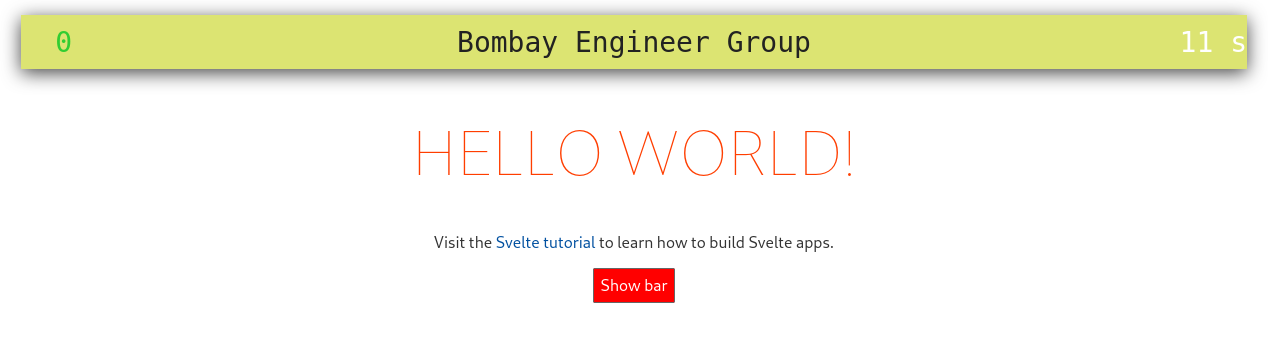 0 Bombay Engineer Group 11 s
HELLO WORLD!
Visit the Svelte tutorial to learn how to build Svelte apps.
Show bar